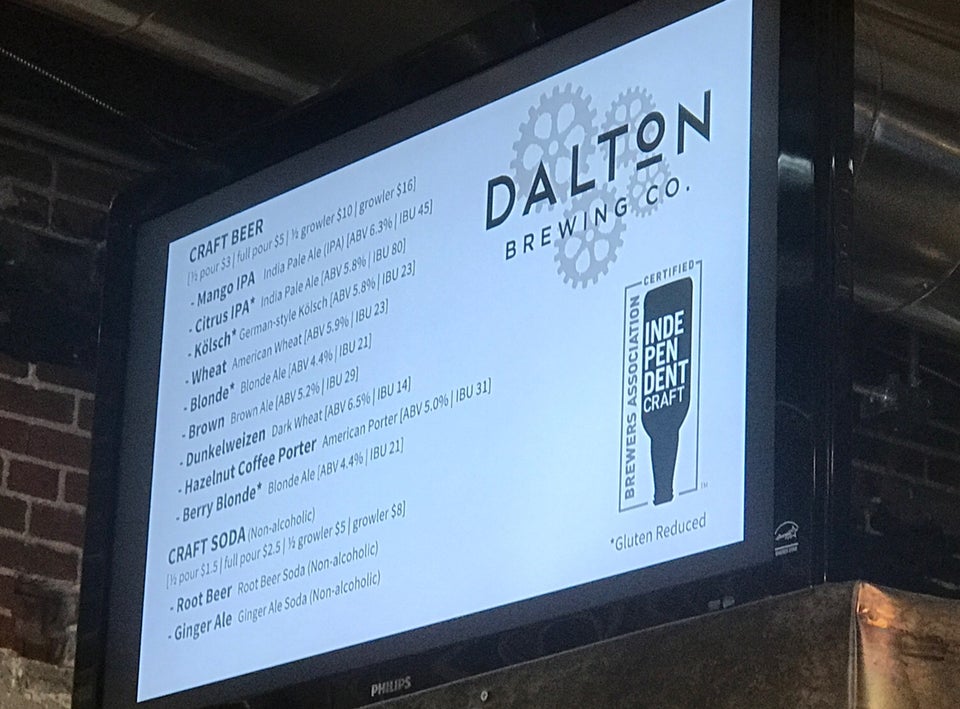 DALTON
BREWING CO.
CRAFT BEER
[½ pour $3 | full pour $5 | ½ growler $10 | growler $16]
- Mango IPA India Pale Ale (IPA) [ABV 6.3% | IBU 45]
- Citrus IPA* India Pale Ale [ABV 5.8% | IBU 80]
- Kölsch* German-style Kölsch [ABV 5.8% | IBU 23]
- Wheat American Wheat [ABV 5.9% | IBU 23]
- Blonde* Blonde Ale [ABV 4.4% | IBU 21]
- Brown Brown Ale [ABV 5.2% | IBU 29]
- Dunkelweizen Dark Wheat [ABV 6.5% | IBU 14]
- Hazelnut Coffee Porter American Porter [ABV 5.0% | IBU 31]
- Berry Blonde* Blonde Ale [ABV 4.4% | IBU 21]
CRAFT SODA (Non-alcoholic)
[½ pour $1.5 | full pour $2.5 | ½ growler $5 | growler $8]
- Root Beer Root Beer Soda (Non-alcoholic)
- Ginger Ale Ginger Ale Soda (Non-alcoholic)
CERTIFIED
BREWERS ASSOCIATION
INDE
PEN
DENT
CRAFT
TM
*Gluten Reduced
PHILIPS